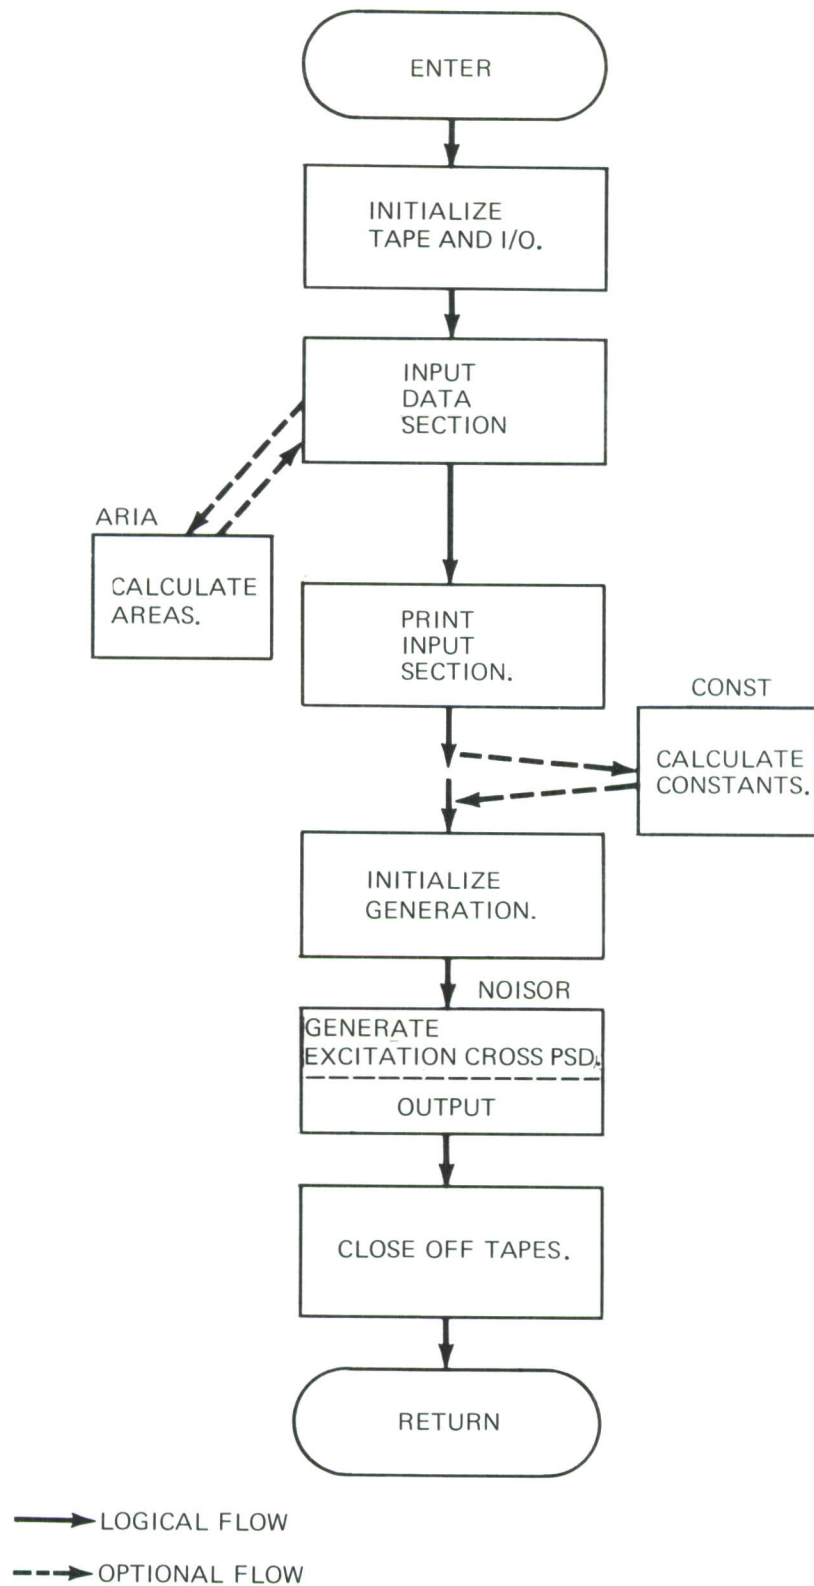 ENTER
INITIALIZE
TAPE AND I/O.
INPUT
DATA
SECTION
ARIA
CALCULATE
AREAS.
PRINT
INPUT
SECTION.
CONST
CALCULATE
CONSTANTS.
INITIALIZE
GENERATION.
NOISOR
GENERATE
EXCITATION CROSS PSD.
OUTPUT
CLOSE OFF TAPES.
RETURN
LOGICAL FLOW
OPTIONAL FLOW